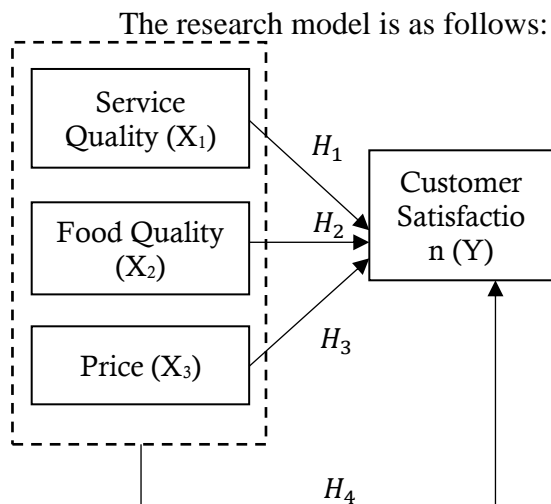 The research model is as follows:
Service
Quality (X₁)
H₁
Customer
Satisfactio
n (Y)
Food Quality
(X₂)
H₂
Price (X₃)
H₃
H₄